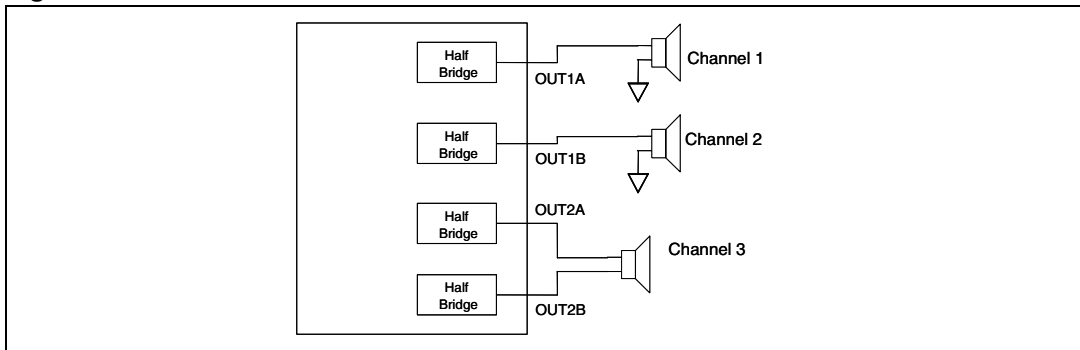 Half
Bridge
OUT1A
Channel 1
Half
Bridge
OUT1B
Channel 2
Half
Bridge
OUT2A
Channel 3
Half
Bridge
OUT2B